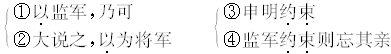 ①以监军,乃可
②大说之,以为将军
③申明约束
④监军约束则忘其亲